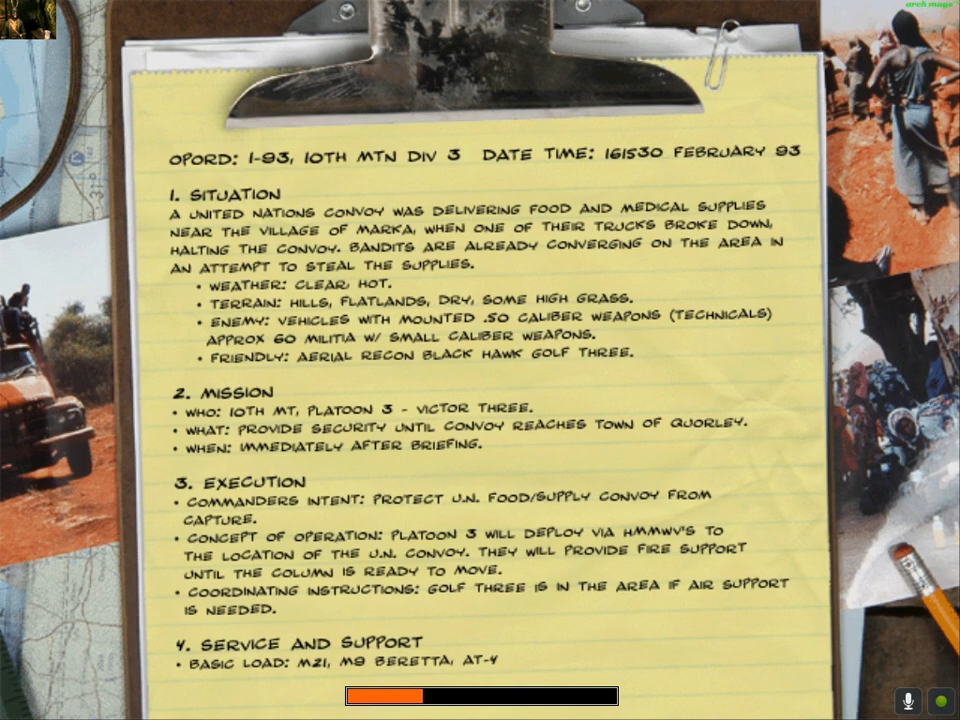 arch mage
OPORD: 1-93, 10TH MTN DIV 3 DATE TIME: 161530 FEBRUARY 93
1. SITUATION
A UNITED NATIONS CONVOY WAS DELIVERING FOOD AND MEDICAL SUPPLIES
NEAR THE VILLAGE OF MARKA, WHEN ONE OF THEIR TRUCKS BROKE DOWN,
HALTING THE CONVOY. BANDITS ARE ALREADY CONVERGING ON THE AREA IN
AN ATTEMPT TO STEAL THE SUPPLIES.
• WEATHER: CLEAR, HOT.
• TERRAIN: HILLS, FLATLANDS, DRY, SOME HIGH GRASS.
• ENEMY: VEHICLES WITH MOUNTED .50 CALIBER WEAPONS (TECHNICALS)
APPROX 60 MILITIA W/ SMALL CALIBER WEAPONS.
• FRIENDLY: AERIAL RECON BLACK HAWK GOLF THREE.
2. MISSION
• WHO: 10TH MT, PLATOON 3 - VICTOR THREE.
• WHAT: PROVIDE SECURITY UNTIL CONVOY REACHES TOWN OF QUORLEY.
• WHEN: IMMEDIATELY AFTER BRIEFING.
3. EXECUTION
• COMMANDERS INTENT: PROTECT U.N. FOOD/SUPPLY CONVOY FROM
CAPTURE.
• CONCEPT OF OPERATION: PLATOON 3 WILL DEPLOY VIA HMMWV'S TO
THE LOCATION OF THE U.N. CONVOY. THEY WILL PROVIDE FIRE SUPPORT
UNTIL THE COLUMN IS READY TO MOVE.
• COORDINATING INSTRUCTIONS: GOLF THREE IS IN THE AREA IF AIR SUPPORT
IS NEEDED.
4. SERVICE AND SUPPORT
• BASIC LOAD: M21, M9 BERETTA, AT-4